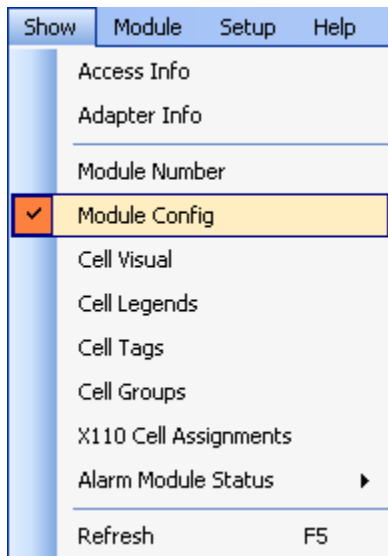 Show Module Setup Help
Access Info
Adapter Info
Module Number
Module Config
Cell Visual
Cell Legends
Cell Tags
Cell Groups
X110 Cell Assignments
Alarm Module Status
Refresh F5